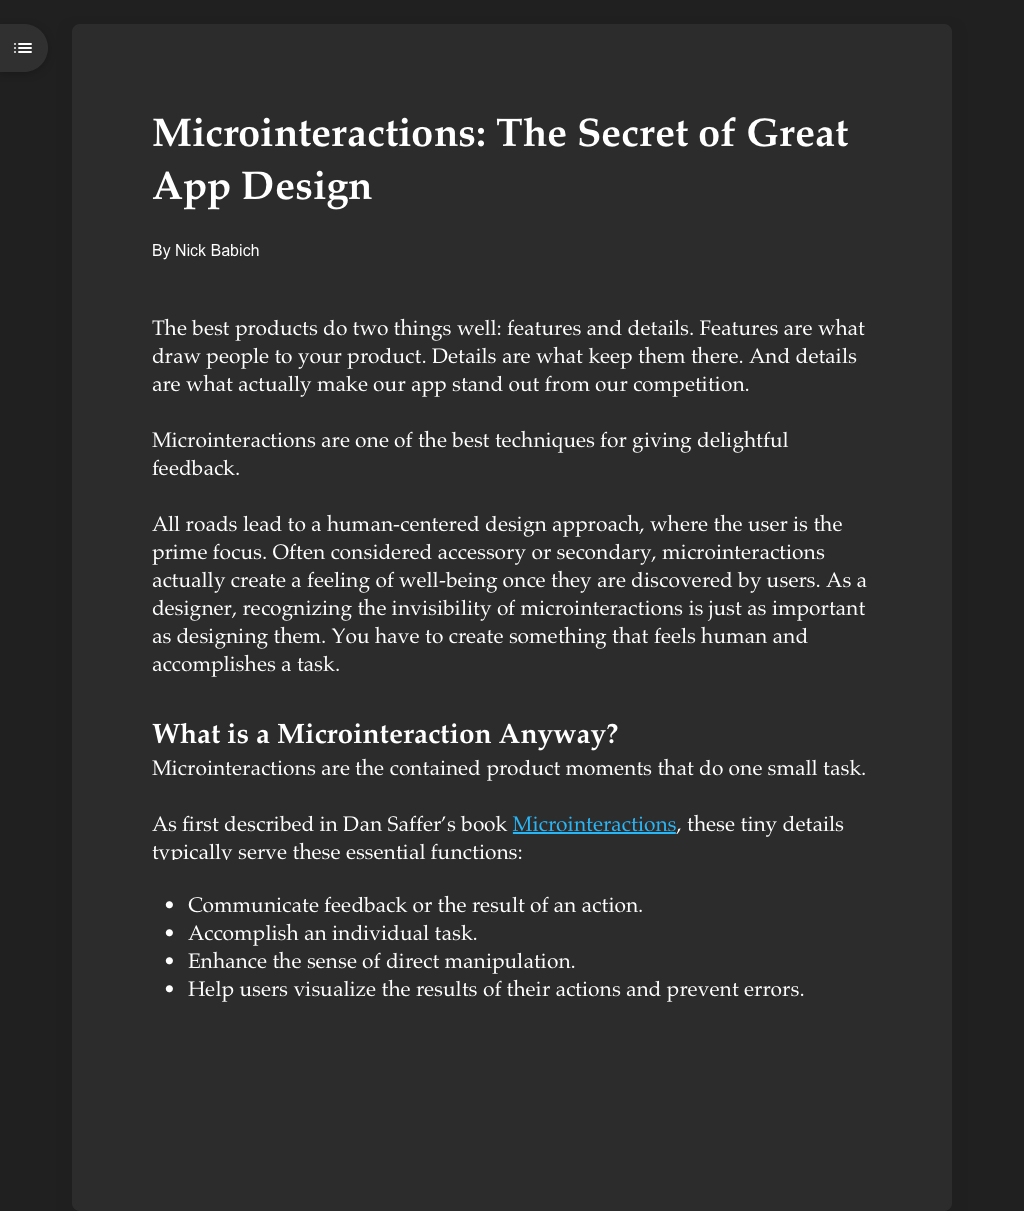 Microinteractions: The Secret of Great
App Design
By Nick Babich
The best products do two things well: features and details. Features are what
draw people to your product. Details are what keep them there. And details
are what actually make our app stand out from our competition.
Microinteractions are one of the best techniques for giving delightful
feedback.
All roads lead to a human-centered design approach, where the user is the
prime focus. Often considered accessory or secondary, microinteractions
actually create a feeling of well-being once they are discovered by users. As a
designer, recognizing the invisibility of microinteractions is just as important
as designing them. You have to create something that feels human and
accomplishes a task.
What is a Microinteraction Anyway?
Microinteractions are the contained product moments that do one small task.
As first described in Dan Saffer’s book Microinteractions, these tiny details
typically serve these essential functions:
• Communicate feedback or the result of an action.
• Accomplish an individual task.
• Enhance the sense of direct manipulation.
• Help users visualize the results of their actions and prevent errors.